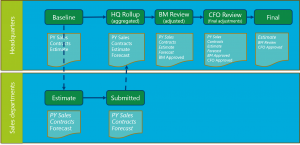 Headquarters
Baseline
HQ Rollup
(aggregated)
BM Review
(adjusted)
CFO Review
(final adjustments)
Final
PY Sales
Contracts
Estimate
PY Sales
Contracts
Estimate
Forecast
PY Sales
Contracts
Estimate
Forecast
BM Approved
PY Sales
Contracts
Estimate
Forecast
BM Approved
CFO Approved
Estimate
BM Review
CFO Approved
Sales departments
Estimate
Submitted
PY Sales
Contracts
Forecast
PY Sales
Contracts
Forecast